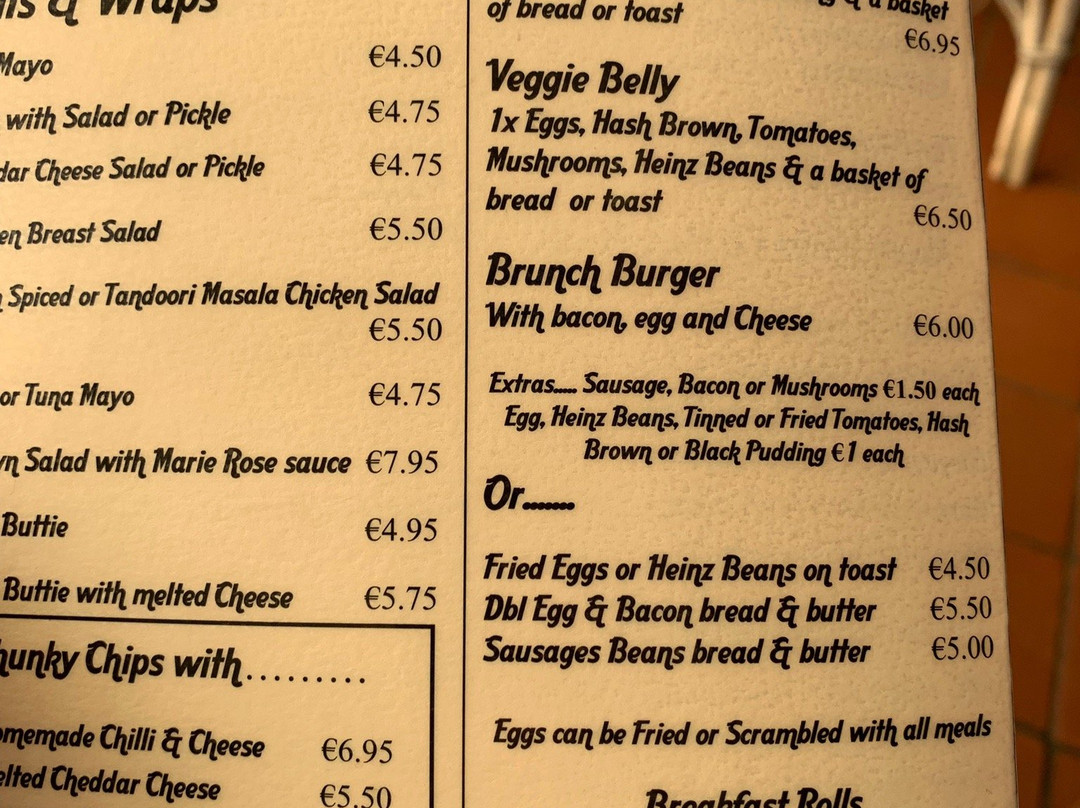 & Wraps
Mayo €4.50
with Salad or Pickle €4.75
Cheese Salad or Pickle €4.75
Breast Salad €5.50
Spiced or Tandoori Masala Chicken Salad
€5.50
or Tuna Mayo €4.75
Salad with Marie Rose sauce €7.95
Buttie €4.95
Buttie with melted Cheese €5.75
Chips with.........
Chilli & Cheese €6.95
Cheddar Cheese €5.50
& a basket
of bread or toast
€6.95
Veggie Belly
1x Eggs, Hash Brown, Tomatoes,
Mushrooms, Heinz Beans & a basket of
bread or toast
€6.50
Brunch Burger
With bacon, egg and Cheese €6.00
Extras..... Sausage, Bacon or Mushrooms €1.50 each
Egg, Heinz Beans, Tinned or Fried Tomatoes, Hash
Brown or Black Pudding €1 each
Or.......
Fried Eggs or Heinz Beans on toast €4.50
Dbl Egg & Bacon bread & butter €5.50
Sausages Beans bread & butter €5.00
Eggs can be Fried or Scrambled with all meals
Breakfast Rolls